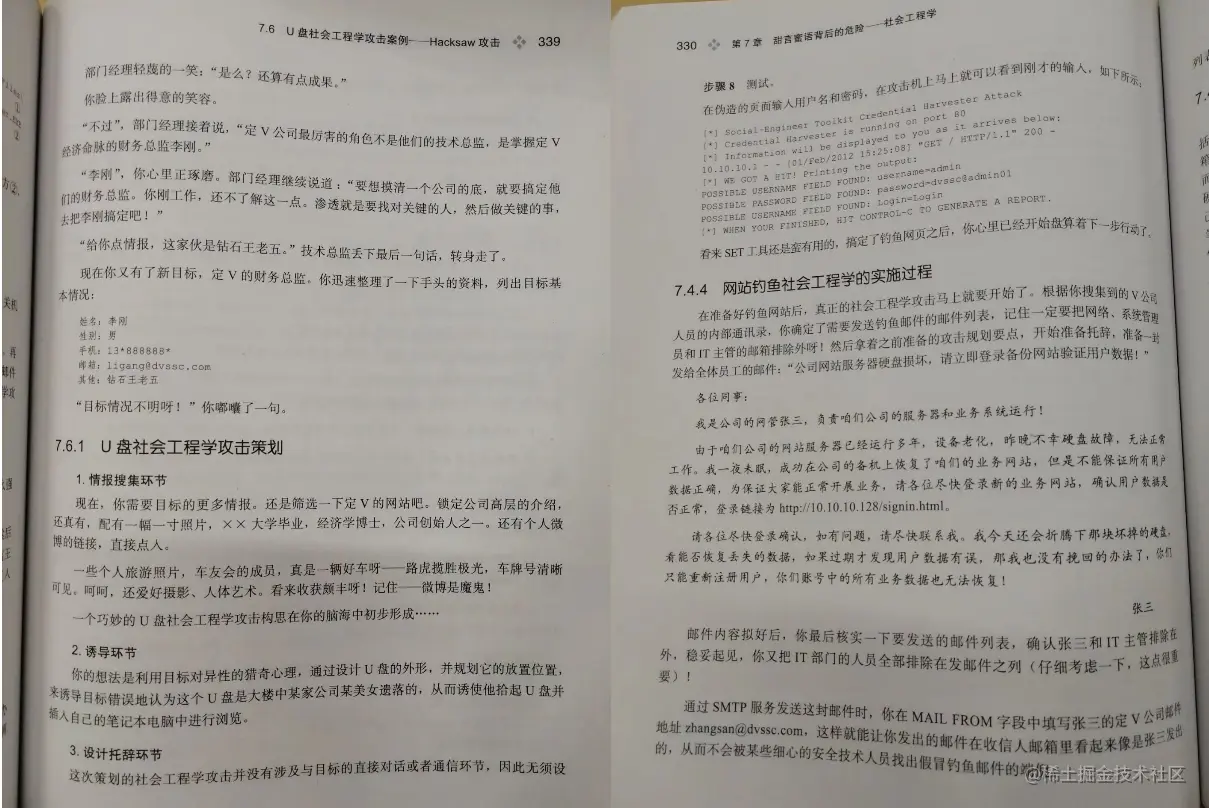 7.6 U 盘社会工程学攻击案例——Hacksaw 攻击 339
部门经理轻蔑的一笑：“是么？还算有点成果。”
你脸上露出得意的笑容。
“不过”，部门经理接着说，“定 V 公司最厉害的角色不是他们的技术总监，是掌握定 V
经济命脉的财务总监李刚。”
“李刚”，你心里正琢磨。部门经理继续说道：“要想摸清一个公司的底，就要搞定他
们的财务总监。你刚工作，还不了解这一点。渗透就是要找对关键的人，然后做关键的事，
去把李刚搞定吧！”
“给你点情报，这家伙是钻石王老五。”技术总监丢下最后一句话，转身走了。
现在你又有了新目标，定 V 的财务总监。你迅速整理了一下手头的资料，列出目标基
本情况：
姓名：李刚
性别：男
手机：13*888888*
邮箱：ligang@dvssc.com
其他：钻石王老五
“目标情况不明呀！”你嘟囔了一句。
7.6.1 U 盘社会工程学攻击策划
1. 情报搜集环节
现在，你需要目标的更多情报。还是筛选一下定 V 的网站吧。锁定公司高层的介绍，
还真有，配有一幅一寸照片，×× 大学毕业，经济学博士，公司创始人之一。还有个人微
博的链接，直接点入。
一些个人旅游照片，车友会的成员，真是一辆好车呀——路虎揽胜极光，车牌号清晰
可见。呵呵，还爱好摄影、人体艺术。看来收获颇丰呀！记住——微博是魔鬼！
一个巧妙的 U 盘社会工程学攻击构思在你的脑海中初步形成……
2. 诱导环节
你的想法是利用目标对异性的猎奇心理，通过设计 U 盘的外形，并规划它的放置位置，
来诱导目标错误地认为这个 U 盘是大楼中某家公司某美女遗落的，从而诱使他拾起 U 盘并
插入自己的笔记本电脑中进行浏览。
3. 设计托辞环节
这次策划的社会工程学攻击并没有涉及与目标的直接对话或者通信环节，因此无须设
330 第 7 章 甜言蜜语背后的危险——社会工程学
步骤 8 测试。
在伪造的页面输入用户名和密码，在攻击机上马上就可以看到刚才的输入，如下所示：
[*] Social-Engineer Toolkit Credential Harvester Attack
[*] Credential Harvester is running on port 80
[*] Information will be displayed to you as it arrives below:
10.10.10.1 - - [01/Feb/2012 15:25:08] "GET / HTTP/1.1" 200 -
[*] WE GOT A HIT! Printing the output:
POSSIBLE USERNAME FIELD FOUND: username=admin
POSSIBLE PASSWORD FIELD FOUND: password=dvssc@admin01
POSSIBLE USERNAME FIELD FOUND: Login=Login
[*] WHEN YOUR FINISHED, HIT CONTROL-C TO GENERATE A REPORT.
看来 SET 工具还是蛮有用的，搞定了钓鱼网页之后，你心里已经开始盘算着下一步行动了。
7.4.4 网站钓鱼社会工程学的实施过程
在准备好钓鱼网站后，真正的社会工程学攻击马上就要开始了。根据你搜集到的 V 公司
人员的内部通讯录，你确定了需要发送钓鱼邮件的邮件列表，记住一定要把网络、系统管理
员和 IT 主管的邮箱排除外呀！然后拿着之前准备的攻击规划要点，开始准备托辞，准备一封
发给全体员工的邮件：“公司网站服务器硬盘损坏，请立即登录备份网站验证用户数据！”
各位同事：
我是公司的网管张三，负责咱们公司的服务器和业务系统运行！
由于咱们公司的网站服务器已经运行多年，设备老化，昨晚不幸硬盘故障，无法正常
工作。我一夜未眠，成功在公司的备机上恢复了咱们的业务网站，但是不能保证所有用户
数据正确，为保证大家能正常开展业务，请各位尽快登录新的业务网站，确认用户数据是
否正常，登录链接为 http://10.10.10.128/signin.html。
请各位尽快登录确认，如有问题，请尽快联系我。我今天还会折腾下那块坏掉的硬盘，
看能否恢复丢失的数据，如果过期才发现用户数据有误，那我也没有挽回的办法了，你们
只能重新注册用户，你们账号中的所有业务数据也无法恢复！
张三
邮件内容拟好后，你最后核实一下要发送的邮件列表，确认张三和 IT 主管排除在
外，稳妥起见，你又把 IT 部门的人员全部排除在发邮件之列（仔细考虑一下，这点很重
要）！
通过 SMTP 服务发送这封邮件时，你在 MAIL FROM 字段中填写张三的定 V 公司邮件
地址 zhangsan@dvssc.com，这样就能让你发出的邮件在收信人邮箱里看起来像是张三发出
的，从而不会被某些细心的安全技术人员找出假冒钓鱼邮件的端
@稀土掘金技术社区